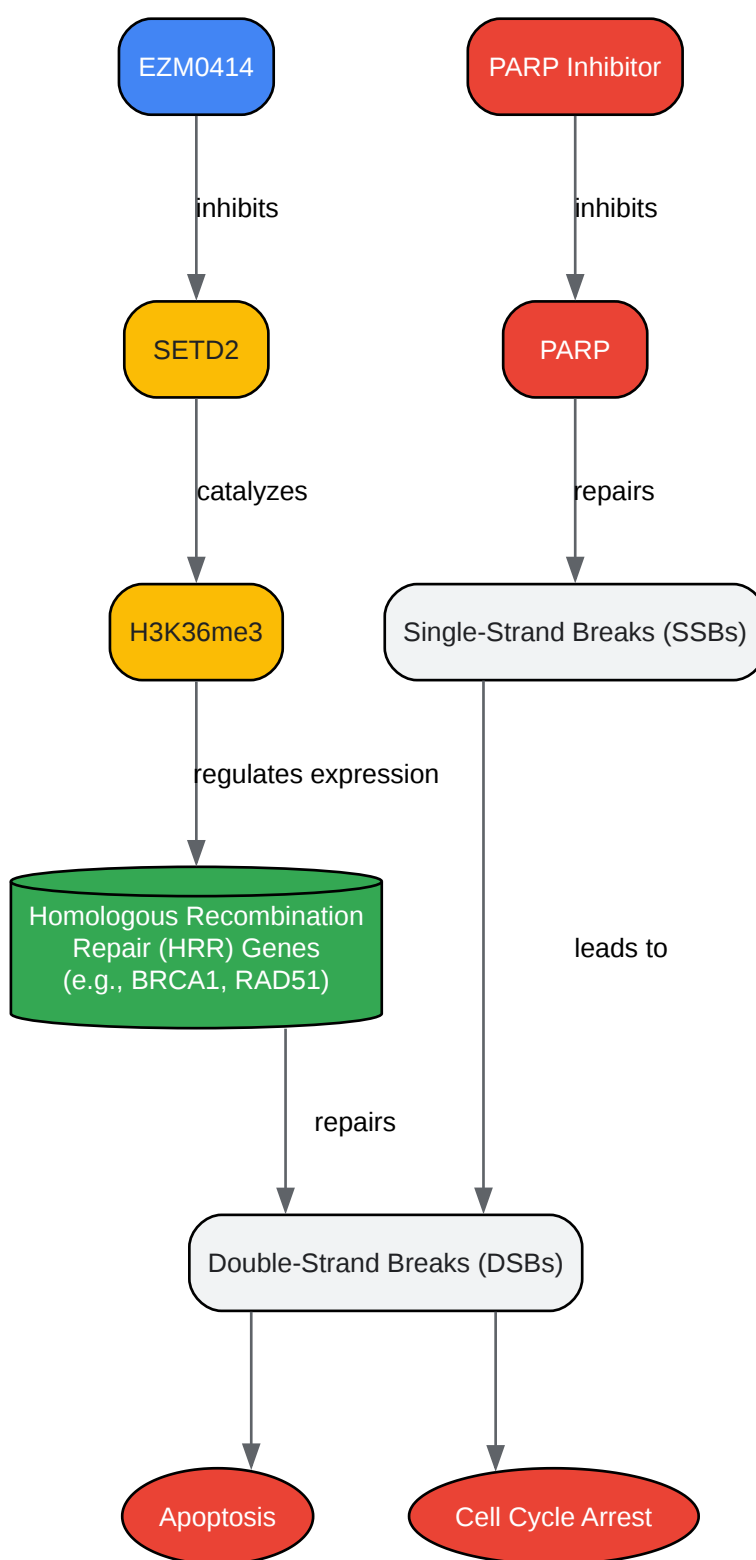 EZM0414
PARP Inhibitor
inhibits
inhibits
SETD2
PARP
catalyzes
repairs
H3K36me3
Single-Strand Breaks (SSBs)
regulates expression
Homologous Recombination
Repair (HRR) Genes
(e.g., BRCA1, RAD51)
leads to
repairs
Double-Strand Breaks (DSBs)
Apoptosis
Cell Cycle Arrest